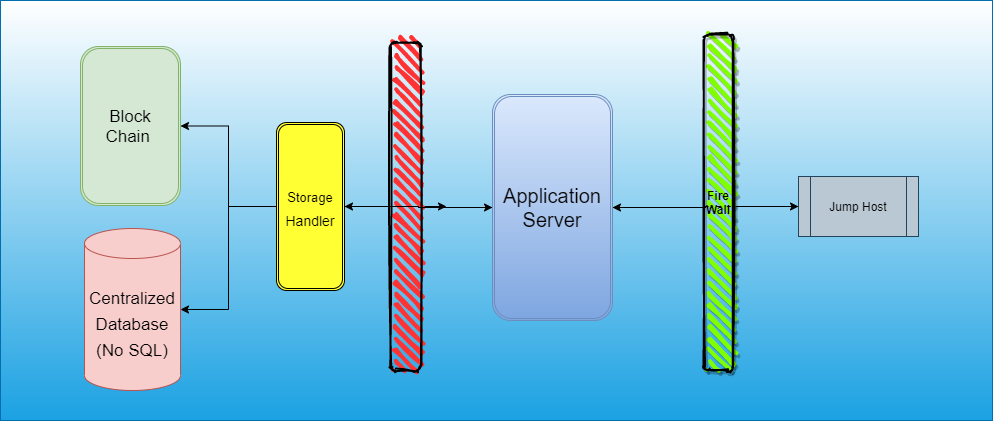 Block
Chain
Storage
Handler
Application
Server
Fire
Wall
Jump Host
Centralized
Database
(No SQL)